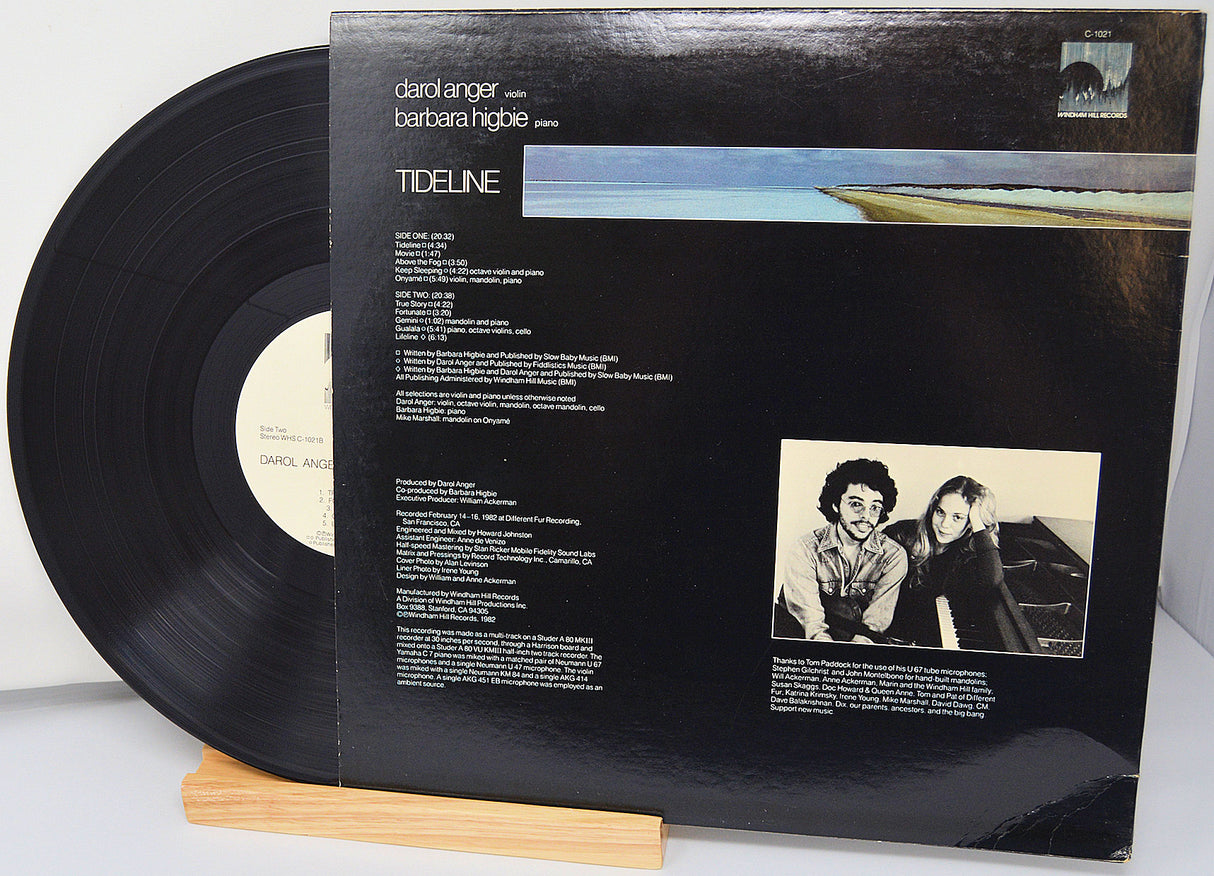 C-1021
WINDHAM HILL RECORDS
darol anger violin
barbara higbie piano
TIDELINE
SIDE ONE: (20:32)
Tideline □ (4:34)
Movie □ (1:47)
Above the Fog □ (3:50)
Keep Sleeping ○ (4:22) octave violin and piano
Onyamé □ (5:49) violin, mandolin, piano
SIDE TWO: (20:38)
True Story □ (4:22)
Fortunate □ (3:20)
Gemini ○ (1:02) mandolin and piano
Gualala ○ (5:41) piano, octave violins, cello
Lifeline ◊ (6:13)
□ Written by Barbara Higbie and Published by Slow Baby Music (BMI)
○ Written by Darol Anger and Published by Fiddlistics Music (BMI)
◊ Written by Barbara Higbie and Darol Anger and Published by Slow Baby Music (BMI)
All Publishing Administered by Windham Hill Music (BMI)
All selections are violin and piano unless otherwise noted
Darol Anger: violin, octave violin, mandolin, octave mandolin, cello
Barbara Higbie: piano
Mike Marshall: mandolin on Onyamé
Produced by Darol Anger
Co-produced by Barbara Higbie
Executive Producer: William Ackerman
Recorded February 14–16, 1982 at Different Fur Recording,
San Francisco, CA
Engineered and Mixed by Howard Johnston
Assistant Engineer: Anne de Venizo
Half-speed Mastering by Stan Ricker Mobile Fidelity Sound Labs
Matrix and Pressings by Record Technology Inc., Camarillo, CA
Cover Photo by Alan Levinson
Liner Photo by Irene Young
Design by William and Anne Ackerman
Manufactured by Windham Hill Records
A Division of Windham Hill Productions Inc.
Box 9388, Stanford, CA 94305
©℗Windham Hill Records, 1982
This recording was made as a multi-track on a Studer A 80 MKIII
recorder at 30 inches per second, through a Harrison board and
mixed onto a Studer A 80 VU KMIII half-inch two track recorder. The
Yamaha C 7 piano was miked with a matched pair of Neumann U 67
microphones and a single Neumann U 47 microphone. The violin
was miked with a single Neumann KM 84 and a single AKG 414
microphone. A single AKG 451 EB microphone was employed as an
ambient source.
Thanks to Tom Paddock for the use of his U 67 tube microphones;
Stephen Gilchrist and John Montelbone for hand-built mandolins;
Will Ackerman, Anne Ackerman, Marin and the Windham Hill family,
Susan Skaggs, Doc Howard & Queen Anne, Tom and Pat of Different
Fur, Katrina Krimsky, Irene Young, Mike Marshall, David Dawg, CM,
Dave Balakrishnan, Dix, our parents, ancestors, and the big bang
Support new music
Side Two
Stereo WHS C-1021B
DAROL ANGE
1. T
2. F
3.
4.
5.